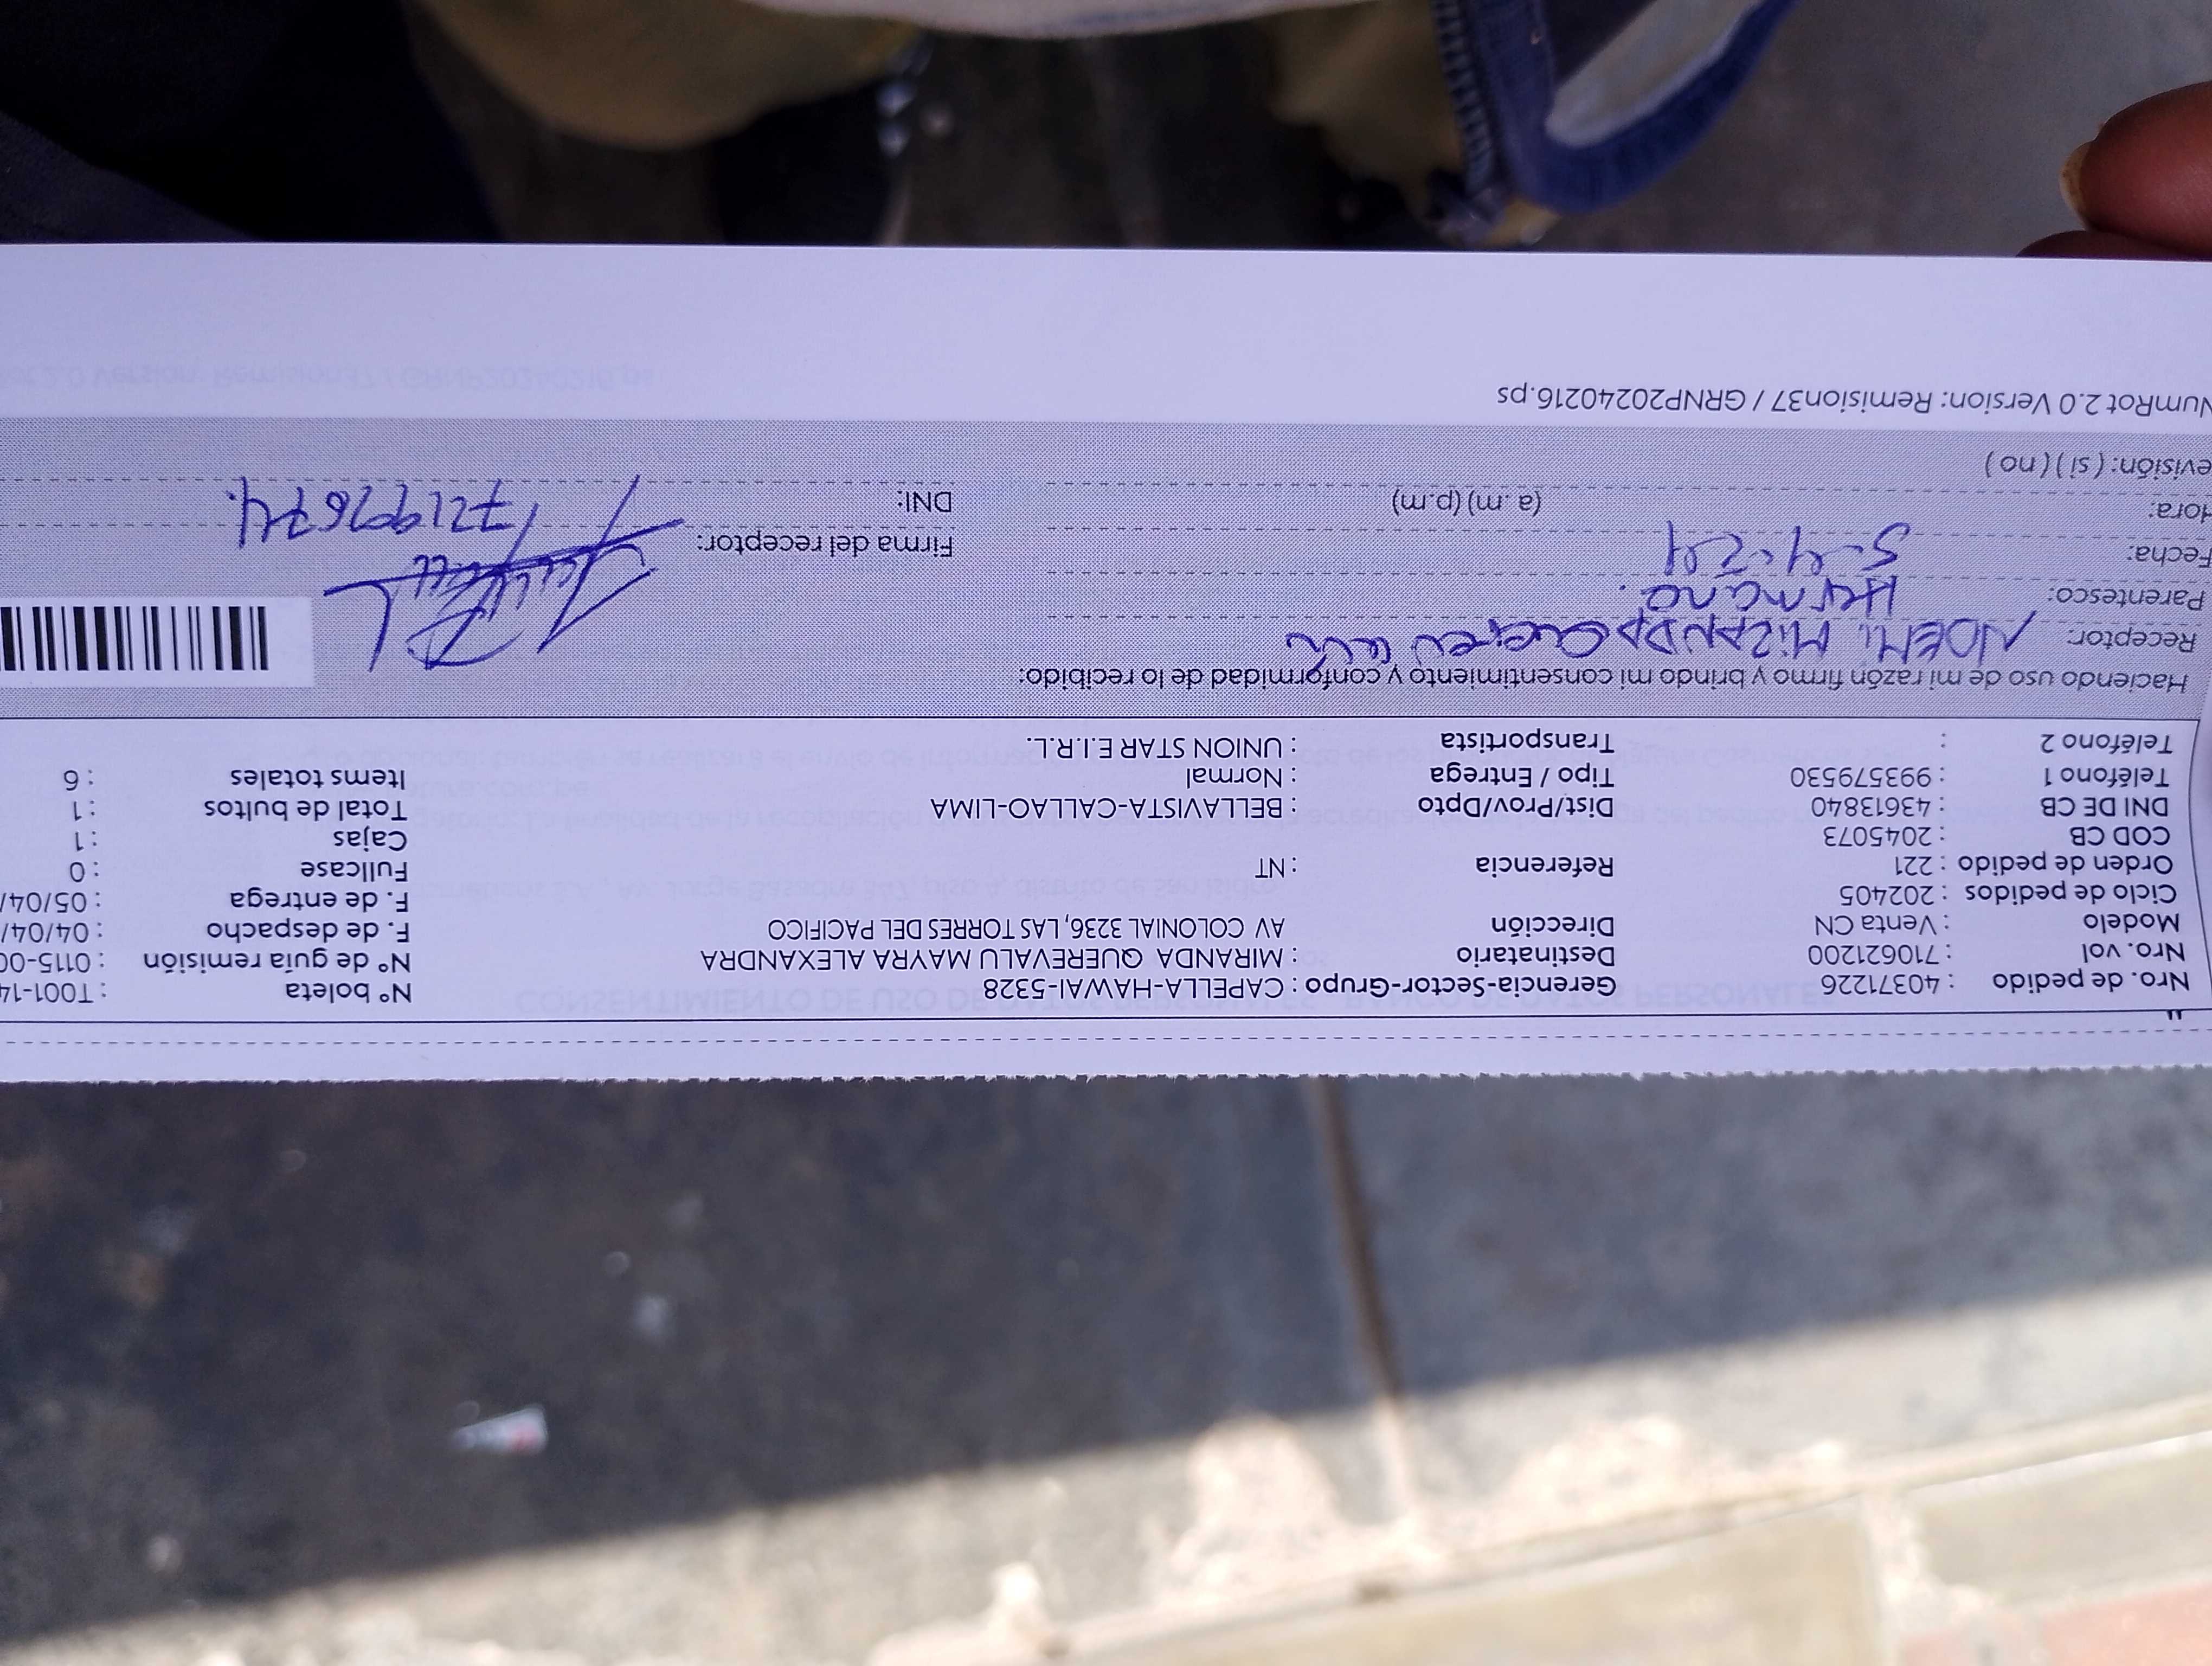 Nro. de pedido : 40371226 Gerencia-Sector-Grupo : CAPELLA-HAWAI-5328 N° boleta : T001-14
Nro. vol : 710621200 Destinatario : MIRANDA QUEREVALU MAYRA ALEXANDRA N° de guía remisión : 0115-00
Modelo : Venta CN Dirección AV COLONIAL 3236, LAS TORRES DEL PACIFICO F. de despacho : 04/04/
Ciclo de pedidos : 202405 F. de entrega : 05/04/
Orden de pedido : 221 Referencia : NT Fullcase : 0
COD CB : 2045073 Cajas : 1
DNI DE CB : 43613840 Dist/Prov/Dpto : BELLAVISTA-CALLAO-LIMA Total de bultos : 1
Teléfono 1 : 993579530 Tipo / Entrega : Normal Items totales : 6
Teléfono 2 : Transportista : UNION STAR E.I.R.L.
Haciendo uso de mi razón firmo y brindo mi consentimiento y conformidad de lo recibido:
Receptor: NOEMI MIRANDA
Parentesco: Hermana.
Fecha: 5-4-24 Firma del receptor:
Hora: (a.m) (p.m) DNI:
evisión: ( si ) ( no )
NumRot 2.0 Version: Remision37 / GRNP20240216.ps